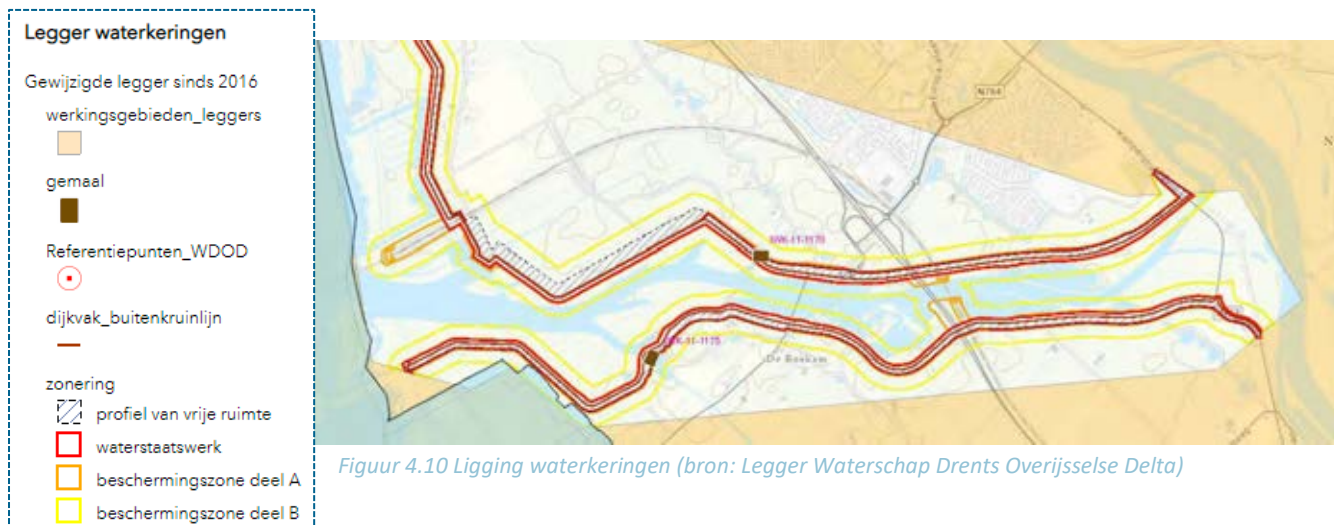 Legger waterkeringen
Gewijzigde legger sinds 2016
werkingsgebieden_leggers
gemaal
Referentiepunten_WDOD
dijkvak_buitenkruinlijn
zonering
profiel van vrije ruimte
waterstaatswerk
beschermingszone deel A
beschermingszone deel B
N764
De Roskam
Figuur 4.10 Ligging waterkeringen (bron: Legger Waterschap Drents Overijsselse Delta)